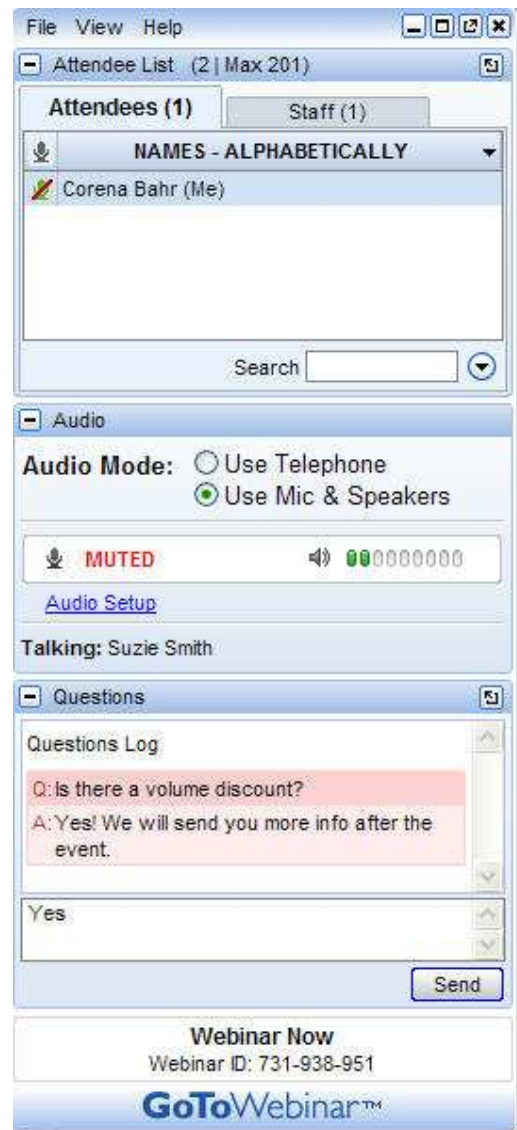 File View Help
Attendee List (2 | Max 201)
Attendees (1) Staff (1)
NAMES - ALPHABETICALLY
Corena Bahr (Me)
Search
Audio
Audio Mode: Use Telephone
Use Mic & Speakers
MUTED
Audio Setup
Talking: Suzie Smith
Questions
Questions Log
Q: Is there a volume discount?
A: Yes! We will send you more info after the
event.
Yes
Send
Webinar Now
Webinar ID: 731-938-951
GoToWebinar™